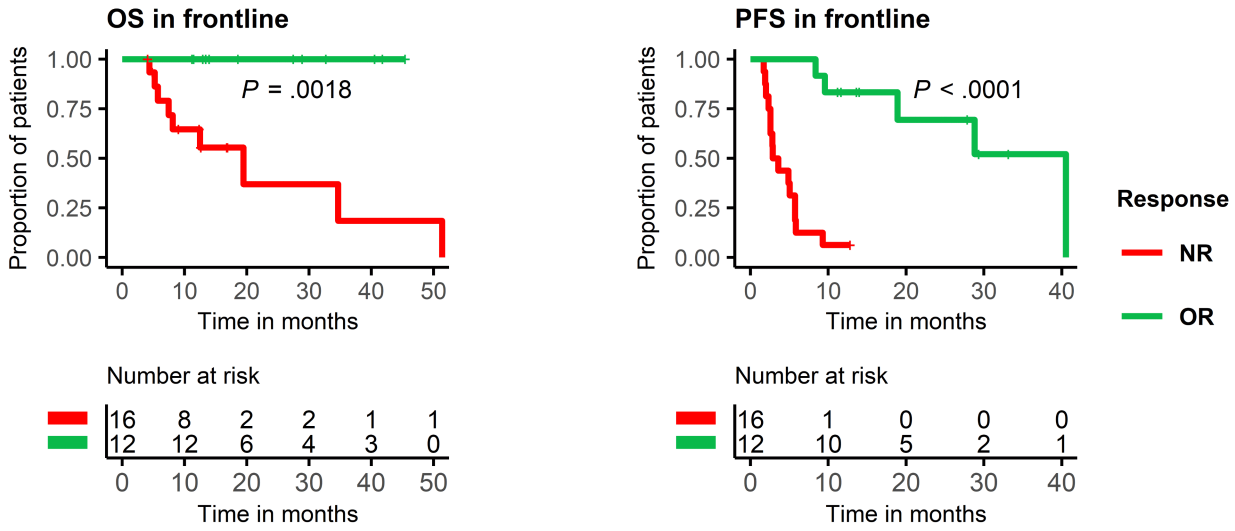 OS in frontline
Proportion of patients
1.00
0.75
0.50
0.25
0.00
P = .0018
0 10 20 30 40 50
Time in months
Number at risk
16 8 2 2 1 1
12 12 6 4 3 0
0 10 20 30 40 50
Time in months
PFS in frontline
Proportion of patients
1.00
0.75
0.50
0.25
0.00
P < .0001
0 10 20 30 40
Time in months
Number at risk
16 1 0 0 0
12 10 5 2 1
0 10 20 30 40
Time in months
Response
NR
OR